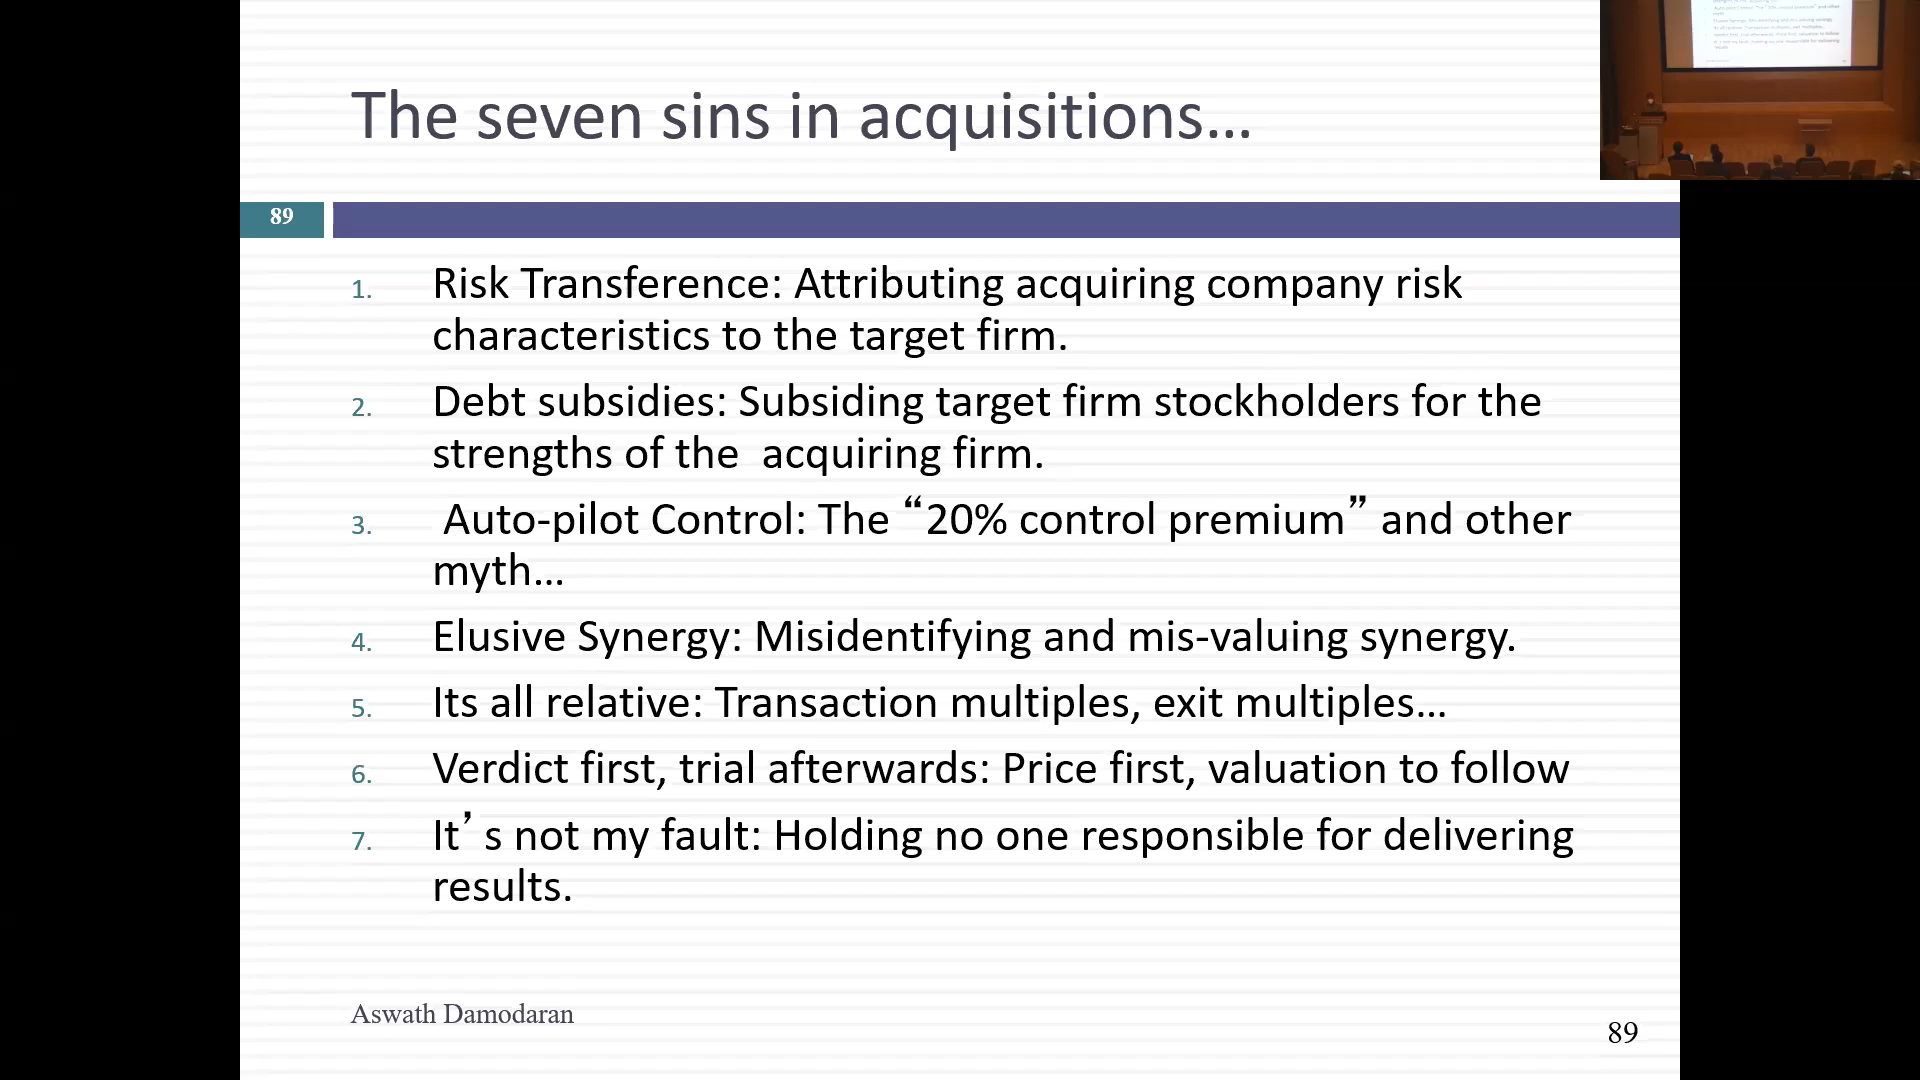 The seven sins in acquisitions…
89
1. Risk Transference: Attributing acquiring company risk
characteristics to the target firm.
2. Debt subsidies: Subsiding target firm stockholders for the
strengths of the  acquiring firm.
3. Auto-pilot Control: The “20% control premium” and other
myth…
4. Elusive Synergy: Misidentifying and mis-valuing synergy.
5. Its all relative: Transaction multiples, exit multiples…
6. Verdict first, trial afterwards: Price first, valuation to follow
7. It’s not my fault: Holding no one responsible for delivering
results.
Aswath Damodaran
89